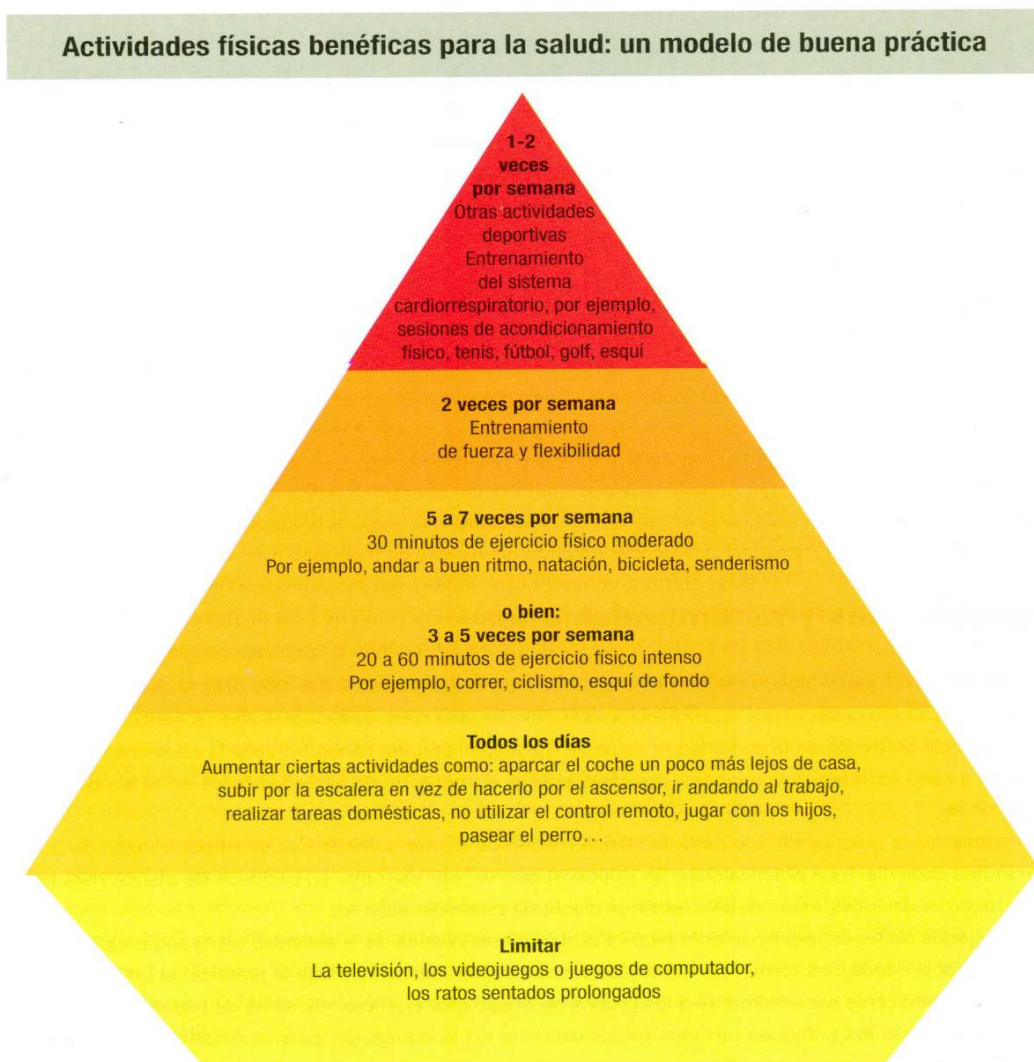 Actividades físicas benéficas para la salud: un modelo de buena práctica
1-2
veces
por semana
Otras actividades
deportivas
Entrenamiento
del sistema
cardiorrespiratorio, por ejemplo,
sesiones de acondicionamiento
físico, tenis, fútbol, golf, esquí
2 veces por semana
Entrenamiento
de fuerza y flexibilidad
5 a 7 veces por semana
30 minutos de ejercicio físico moderado
Por ejemplo, andar a buen ritmo, natación, bicicleta, senderismo
o bien:
3 a 5 veces por semana
20 a 60 minutos de ejercicio físico intenso
Por ejemplo, correr, ciclismo, esquí de fondo
Todos los días
Aumentar ciertas actividades como: aparcar el coche un poco más lejos de casa,
subir por la escalera en vez de hacerlo por el ascensor, ir andando al trabajo,
realizar tareas domésticas, no utilizar el control remoto, jugar con los hijos,
pasear el perro…
Limitar
La televisión, los videojuegos o juegos de computador,
los ratos sentados prolongados